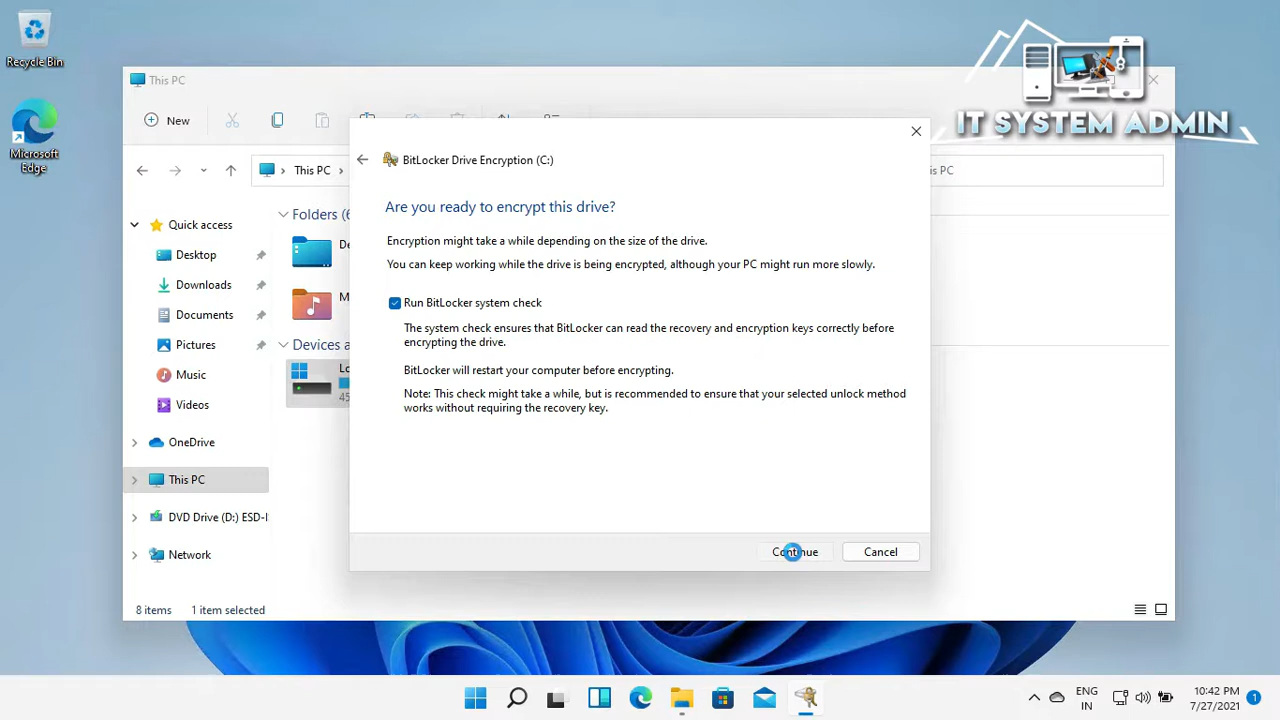 Recycle Bin
Microsoft
Edge
IT SYSTEM ADMIN
This PC
New
This PC
is PC
Quick access
Desktop
Downloads
Documents
Pictures
Music
Videos
OneDrive
This PC
DVD Drive (D:) ESD-I
Network
Folders (6
De
M
Devices a
Lo
45
BitLocker Drive Encryption (C:)
Are you ready to encrypt this drive?
Encryption might take a while depending on the size of the drive.
You can keep working while the drive is being encrypted, although your PC might run more slowly.
Run BitLocker system check
The system check ensures that BitLocker can read the recovery and encryption keys correctly before
encrypting the drive.
BitLocker will restart your computer before encrypting.
Note: This check might take a while, but is recommended to ensure that your selected unlock method
works without requiring the recovery key.
Continue
Cancel
8 items
1 item selected
ENG
IN
10:42 PM
7/27/2021
1